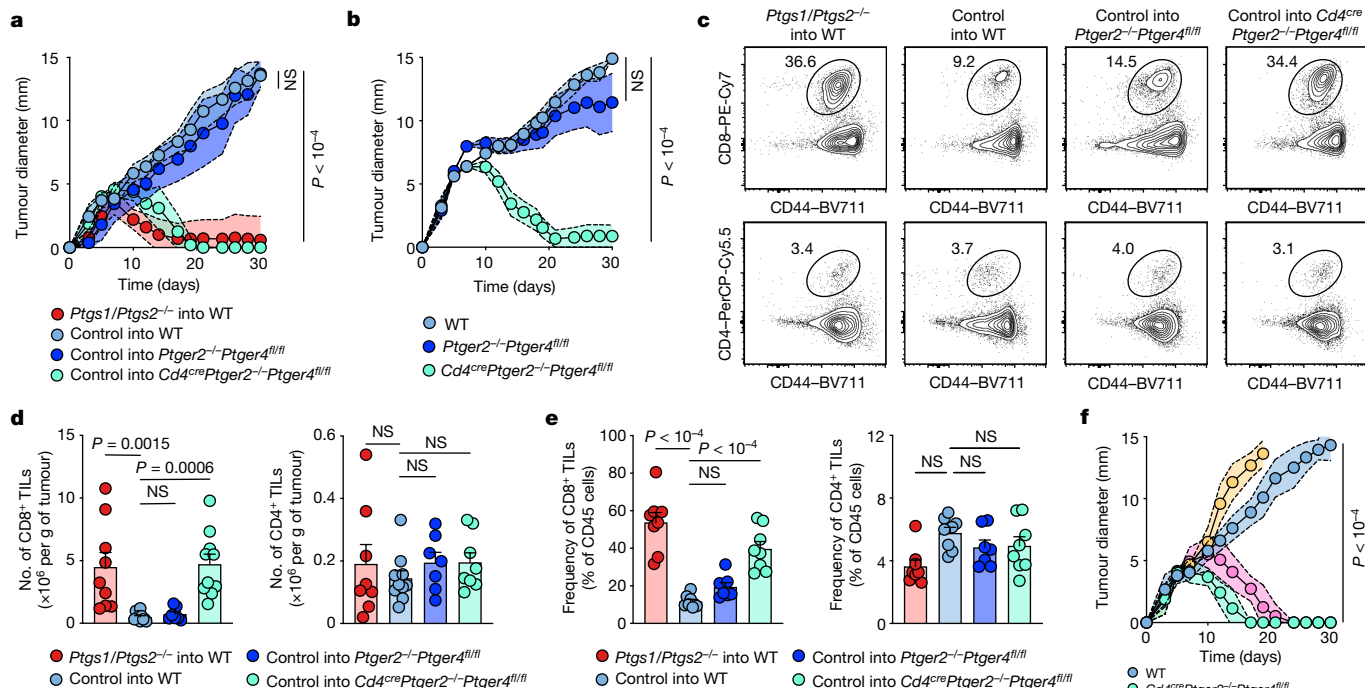 a
Tumour diameter (mm)
15
10
5
0
0 10 20 30
Time (days)
NS
P < 10⁻⁴
Ptgs1/Ptgs2⁻/⁻ into WT
Control into WT
Control into Ptger2⁻/⁻Ptger4ᶠˡ/ᶠˡ
Control into Cd4ᶜʳᵉPtger2⁻/⁻Ptger4ᶠˡ/ᶠˡ
b
Tumour diameter (mm)
15
10
5
0
0 10 20 30
Time (days)
NS
P < 10⁻⁴
WT
Ptger2⁻/⁻Ptger4ᶠˡ/ᶠˡ
Cd4ᶜʳᵉPtger2⁻/⁻Ptger4ᶠˡ/ᶠˡ
c
Ptgs1/Ptgs2⁻/⁻
into WT
Control
into WT
Control into
Ptger2⁻/⁻Ptger4ᶠˡ/ᶠˡ
Control into Cd4ᶜʳᵉ
Ptger2⁻/⁻Ptger4ᶠˡ/ᶠˡ
CD8–PE-Cy7
36.6 9.2 14.5 34.4
CD44–BV711 CD44–BV711 CD44–BV711 CD44–BV711
CD4–PerCP-Cy5.5
3.4 3.7 4.0 3.1
CD44–BV711 CD44–BV711 CD44–BV711 CD44–BV711
d
No. of CD8⁺ TILs
(×10⁶ per g of tumour)
15
10
5
0
P = 0.0015
P = 0.0006
NS
No. of CD4⁺ TILs
(×10⁶ per g of tumour)
0.6
0.4
0.2
0
NS
NS
NS
Ptgs1/Ptgs2⁻/⁻ into WT
Control into WT
Control into Ptger2⁻/⁻Ptger4ᶠˡ/ᶠˡ
Control into Cd4ᶜʳᵉPtger2⁻/⁻Ptger4ᶠˡ/ᶠˡ
e
Frequency of CD8⁺ TILs
(% of CD45 cells)
100
80
60
40
20
0
P < 10⁻⁴
P < 10⁻⁴
NS
Frequency of CD4⁺ TILs
(% of CD45 cells)
12
8
4
0
NS
NS
NS
Ptgs1/Ptgs2⁻/⁻ into WT
Control into WT
Control into Ptger2⁻/⁻Ptger4ᶠˡ/ᶠˡ
Control into Cd4ᶜʳᵉPtger2⁻/⁻Ptger4ᶠˡ/ᶠˡ
f
Tumour diameter (mm)
15
10
5
0
0 10 20 30
Time (days)
P < 10⁻⁴
WT
Cd4ᶜʳᵉPtger2⁻/⁻Ptger4ᶠˡ/ᶠˡ